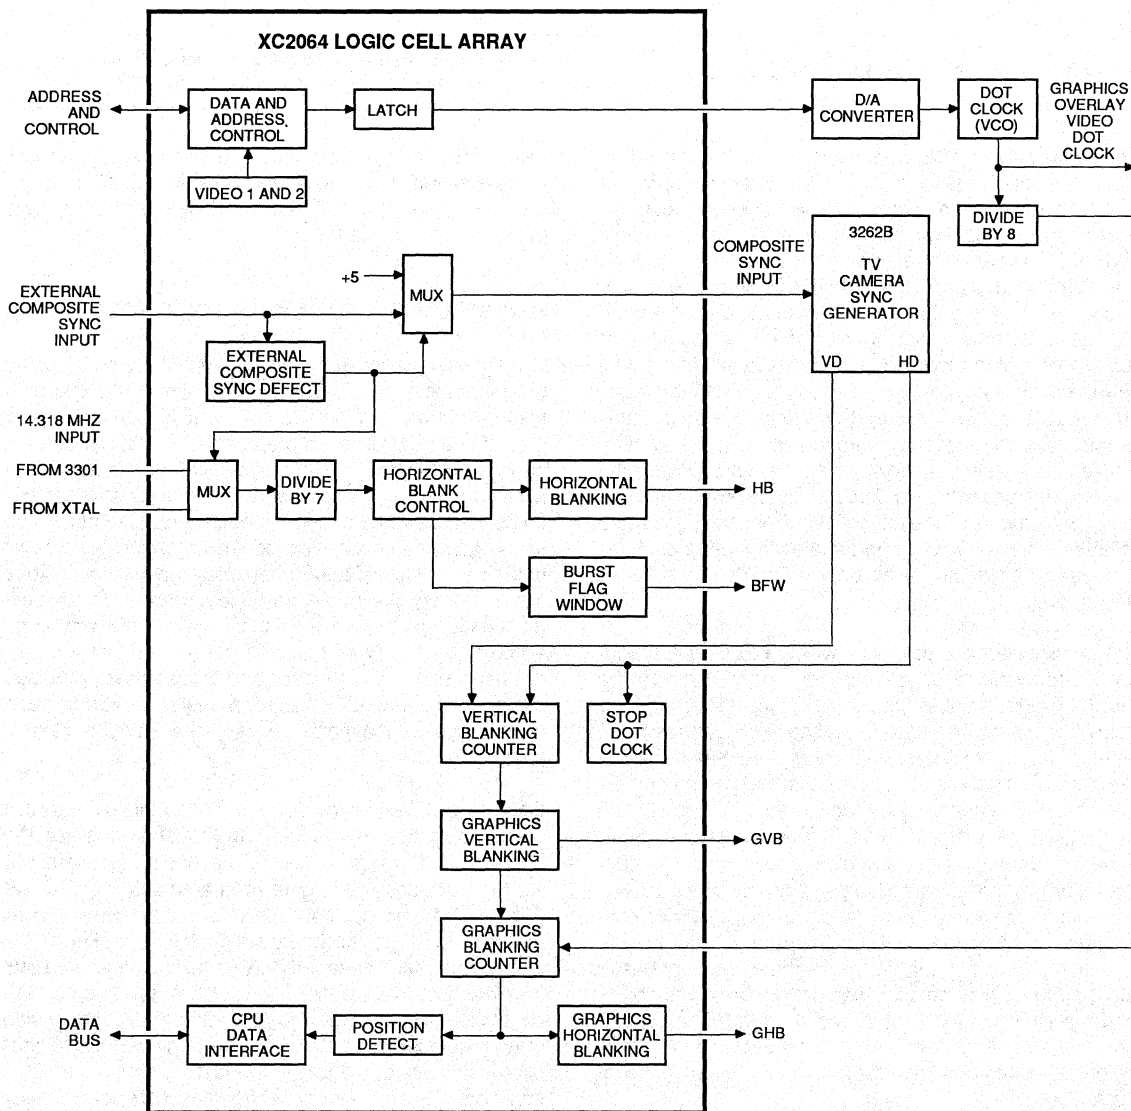 XC2064 LOGIC CELL ARRAY
ADDRESS
AND
CONTROL
DATA AND
ADDRESS.
CONTROL
LATCH
D/A
CONVERTER
DOT
CLOCK
(VCO)
GRAPHICS
OVERLAY
VIDEO
DOT
CLOCK
VIDEO 1 AND 2
DIVIDE
BY 8
3262B
TV
CAMERA
SYNC
GENERATOR
VD
HD
COMPOSITE
SYNC
INPUT
+5
MUX
EXTERNAL
COMPOSITE
SYNC
INPUT
EXTERNAL
COMPOSITE
SYNC DEFECT
14.318 MHZ
INPUT
FROM 3301
FROM XTAL
MUX
DIVIDE
BY 7
HORIZONTAL
BLANK
CONTROL
HORIZONTAL
BLANKING
HB
BURST
FLAG
WINDOW
BFW
VERTICAL
BLANKING
COUNTER
STOP
DOT
CLOCK
GRAPHICS
VERTICAL
BLANKING
GVB
GRAPHICS
BLANKING
COUNTER
DATA
BUS
CPU
DATA
INTERFACE
POSITION
DETECT
GRAPHICS
HORIZONTAL
BLANKING
GHB